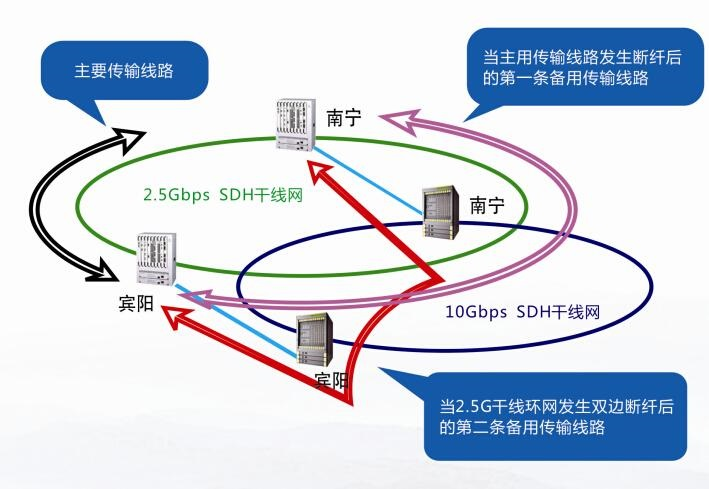 主要传输线路
当主用传输线路发生断纤后
的第一条备用传输线路
南宁
2.5Gbps SDH干线网
南宁
宾阳
10Gbps SDH干线网
宾阳
当2.5G干线环网发生双边断纤后
的第二条备用传输线路